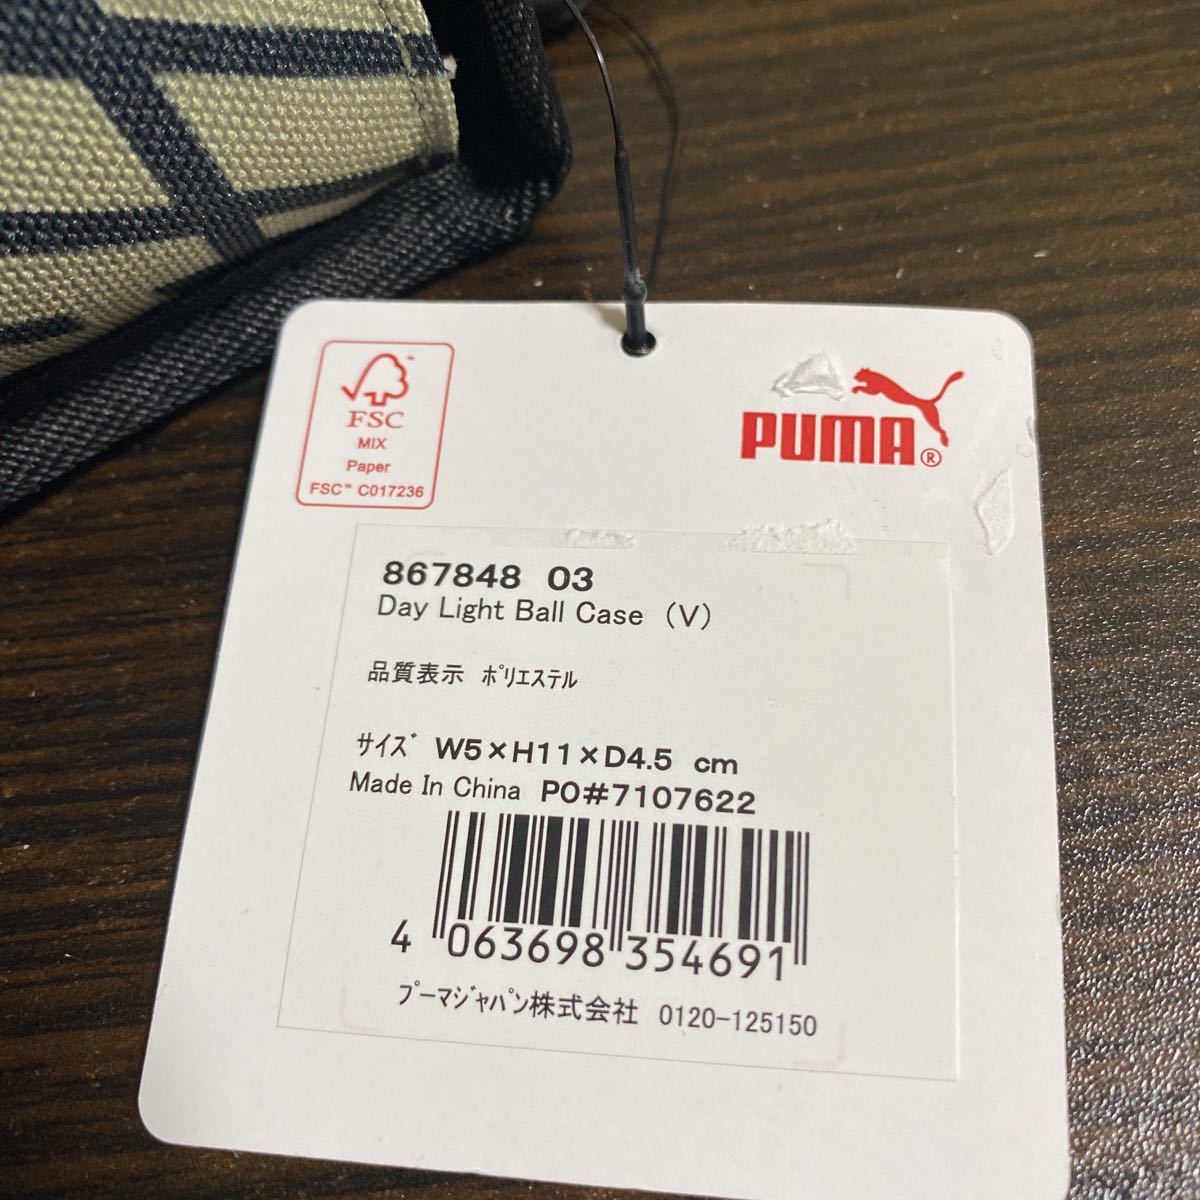 FSC
MIX
Paper
FSC™ C017236
PUMA®
867848 03
Day Light Ball Case （V）
品質表示 ﾎﾟﾘｴｽﾃﾙ
ｻｲｽﾞ W5×H11×D4.5 cm
Made In China PO#7107622
4 063698 354691
ﾌﾟｰﾏｼﾞｬﾊﾟﾝ株式会社 0120-125150